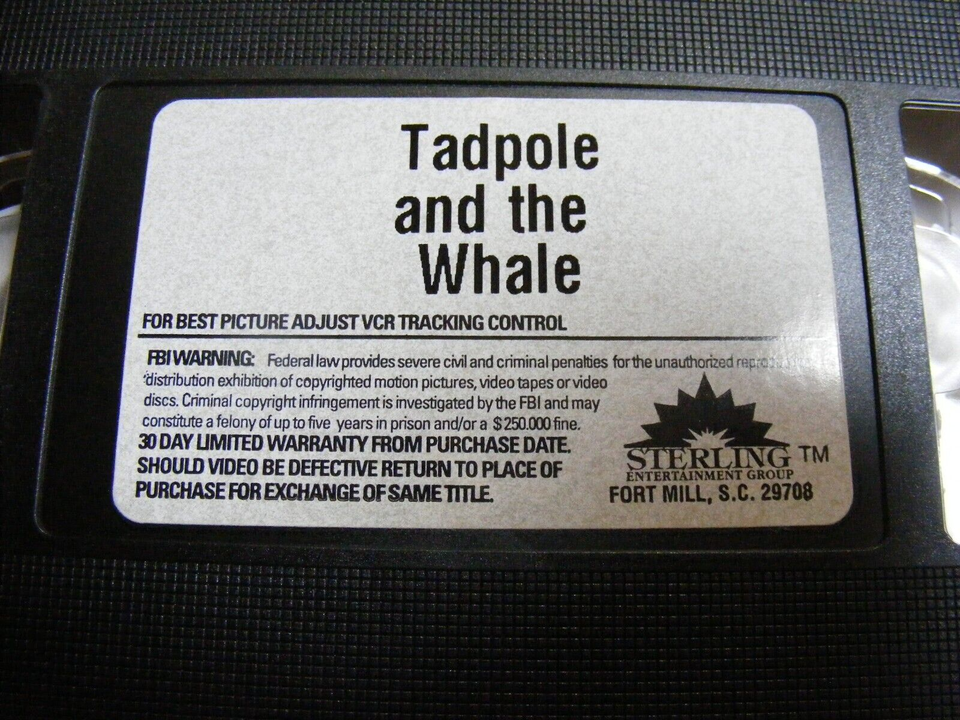 Tadpole
and the
Whale
FOR BEST PICTURE ADJUST VCR TRACKING CONTROL
FBI WARNING: Federal law provides severe civil and criminal penalties for the unauthorized
distribution exhibition of copyrighted motion pictures, video tapes or video
discs. Criminal copyright infringement is investigated by the FBI and may
constitute a felony of up to five years in prison and/or a $250.000 fine.
30 DAY LIMITED WARRANTY FROM PURCHASE DATE.
SHOULD VIDEO BE DEFECTIVE RETURN TO PLACE OF
PURCHASE FOR EXCHANGE OF SAME TITLE.
STERLING TM
ENTERTAINMENT GROUP
FORT MILL, S.C. 29708